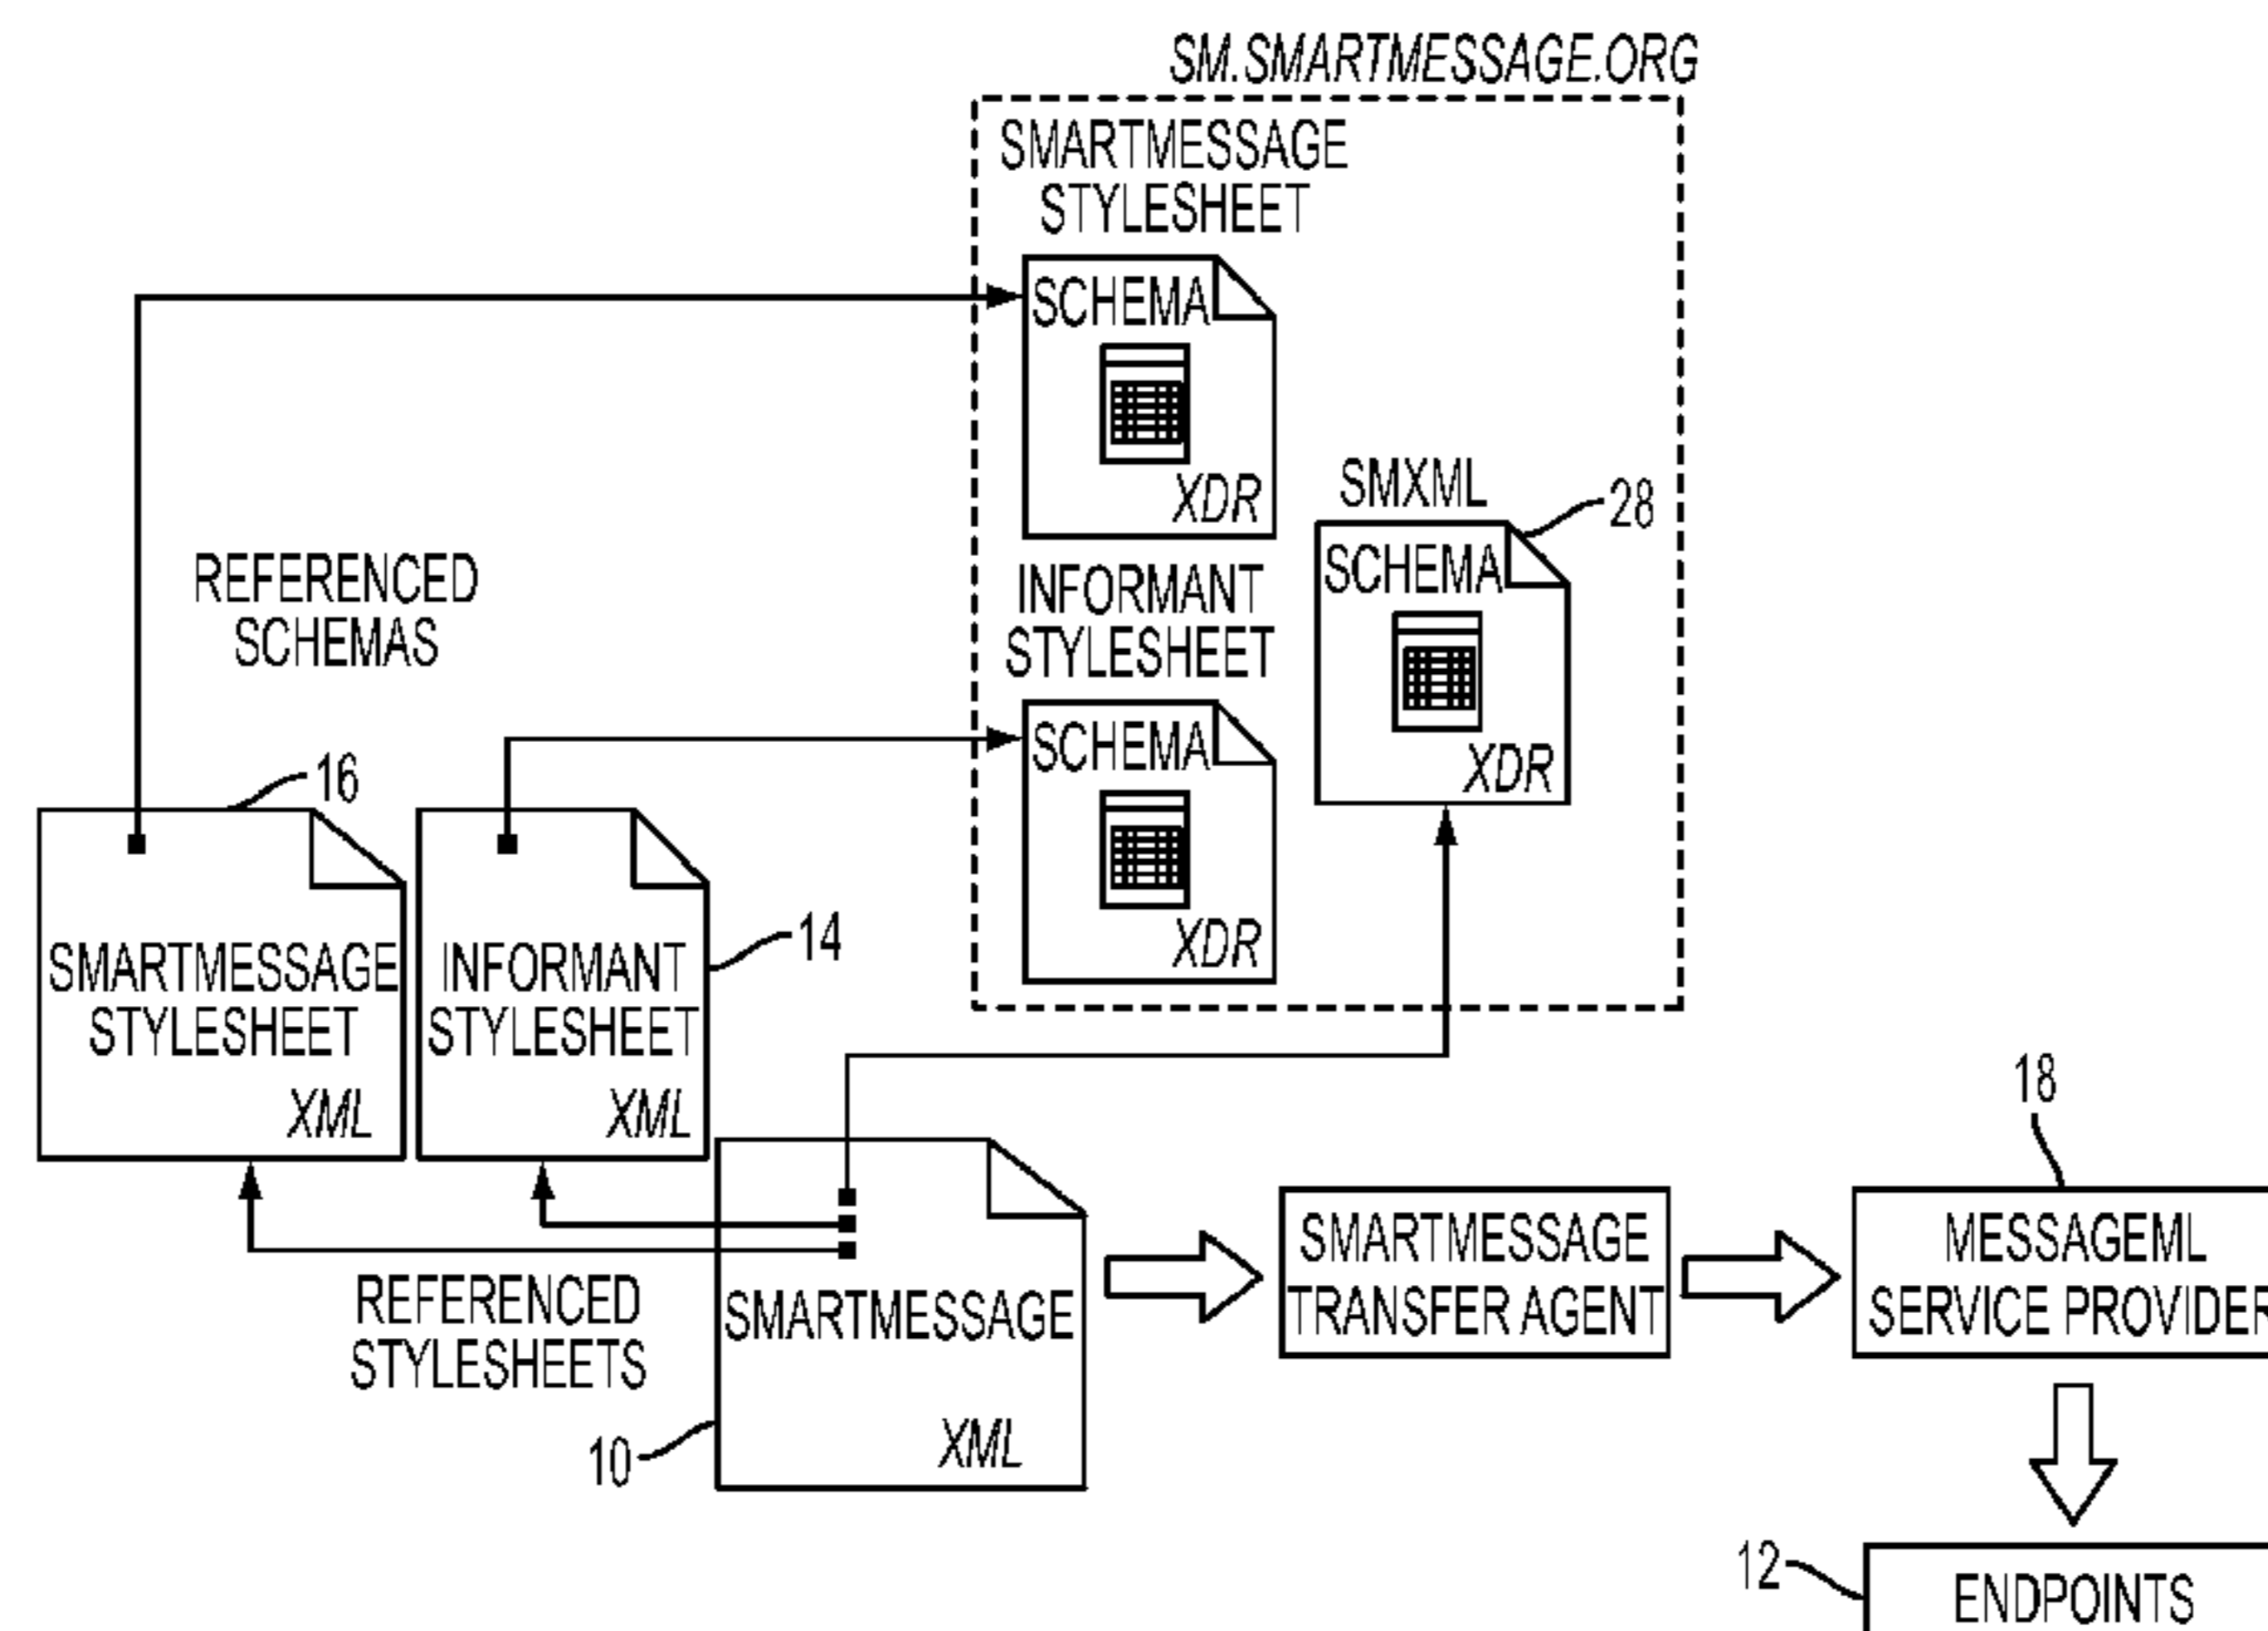 SM.SMARTMESSAGE.ORG
SMARTMESSAGE
STYLESHEET
SCHEMA
XDR
SMXML
28
SCHEMA
XDR
REFERENCED
SCHEMAS
INFORMANT
STYLESHEET
SCHEMA
XDR
16
SMARTMESSAGE
STYLESHEET
XML
INFORMANT
STYLESHEET
XML
14
REFERENCED
STYLESHEETS
SMARTMESSAGE
XML
10
SMARTMESSAGE
TRANSFER AGENT
18
MESSAGEML
SERVICE PROVIDER
12
ENDPOINTS